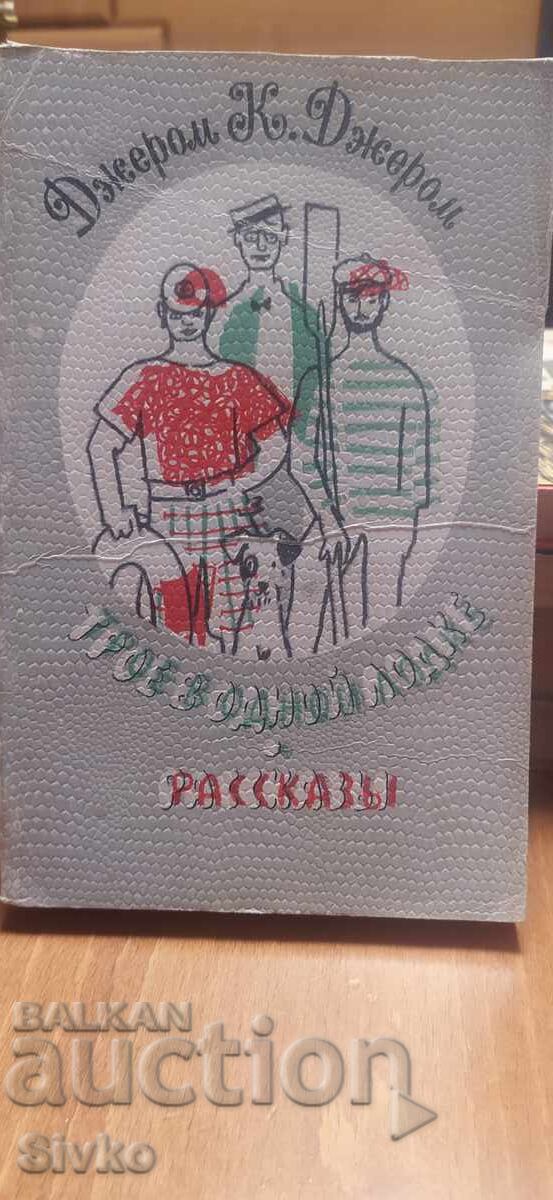 Джером К. Джером
ТРОЕ В ОДНОЙ ЛОДКЕ
РАССКАЗЫ
BALKAN
auction
Sivko